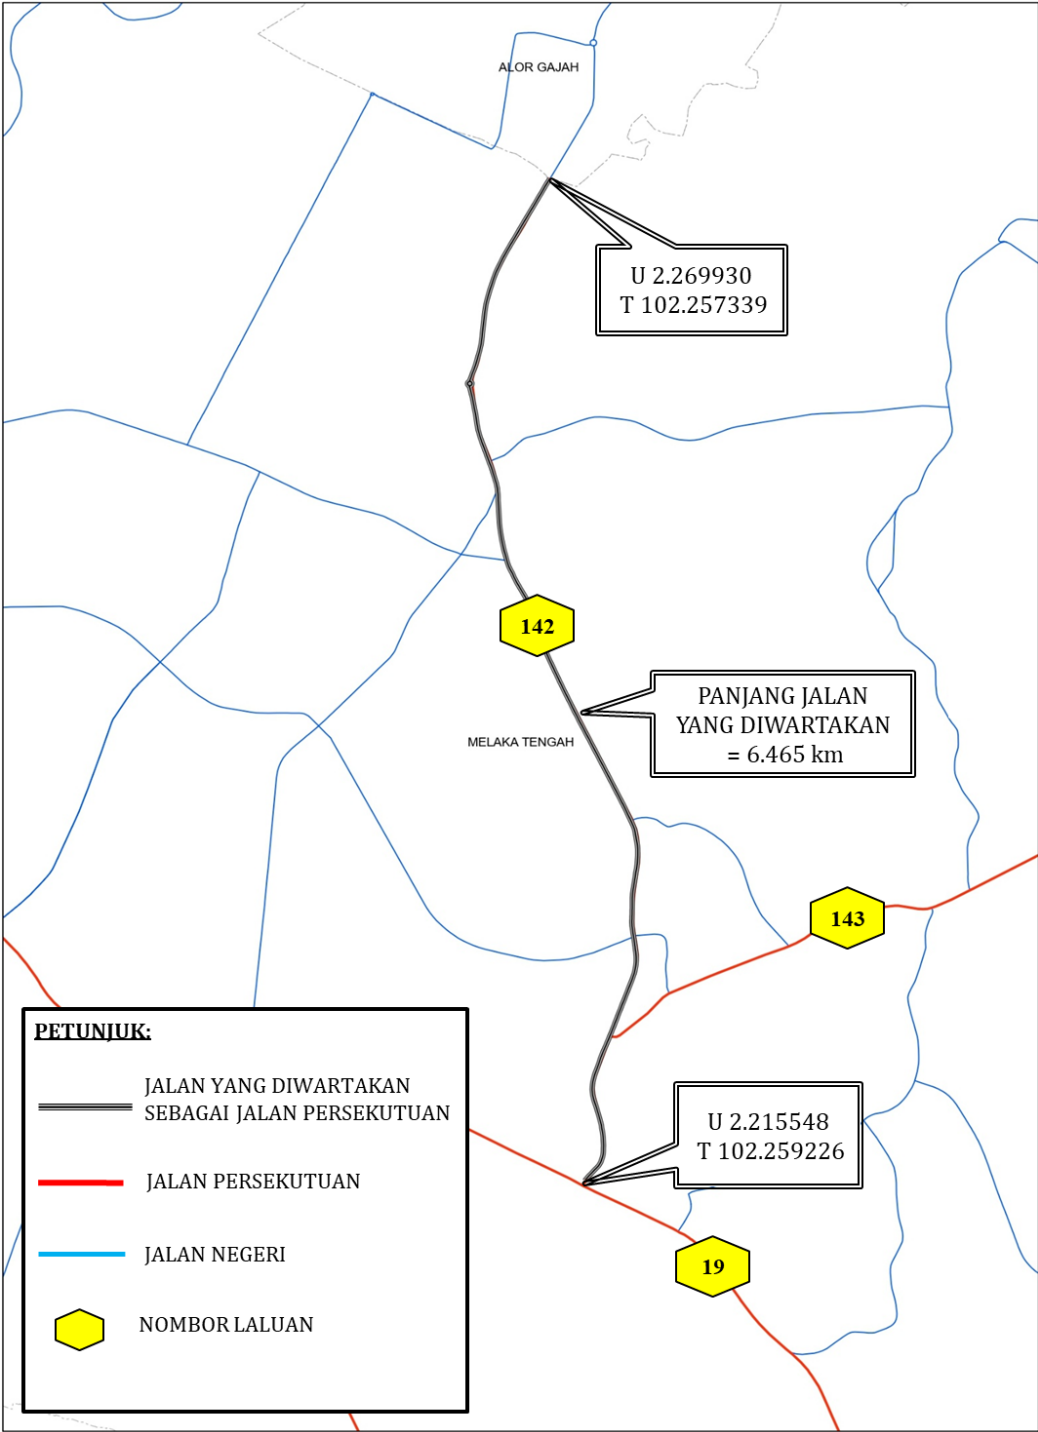 ALOR GAJAH
U 2.269930
T 102.257339
142
PANJANG JALAN
YANG DIWARTAKAN
= 6.465 km
MELAKA TENGAH
143
PETUNJUK:
JALAN YANG DIWARTAKAN
SEBAGAI JALAN PERSEKUTUAN
JALAN PERSEKUTUAN
JALAN NEGERI
NOMBOR LALUAN
U 2.215548
T 102.259226
19